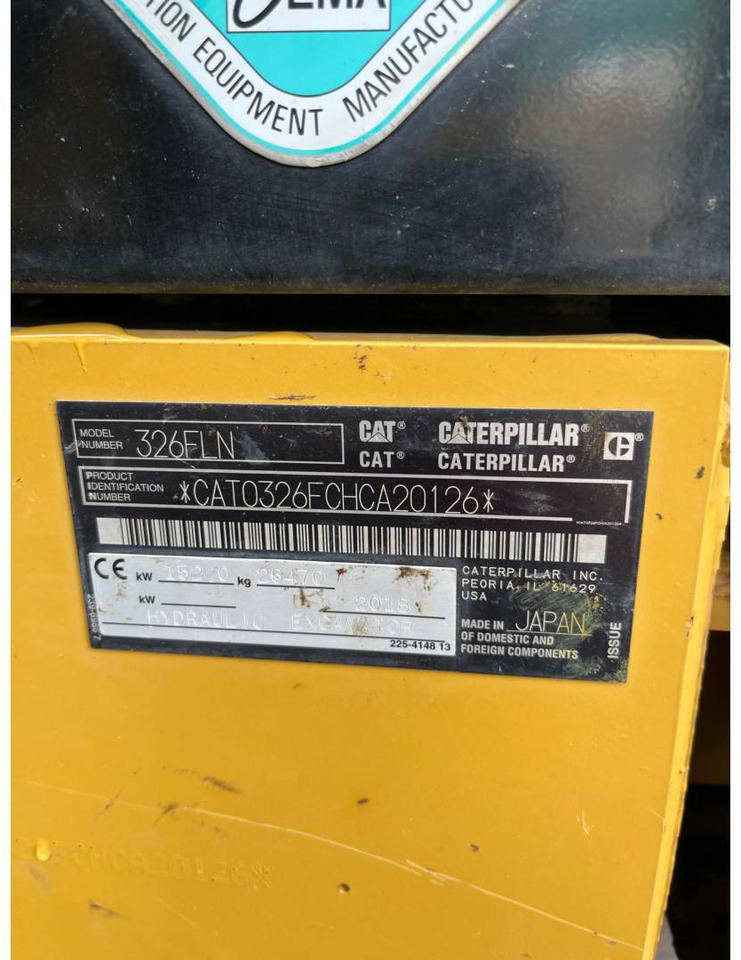 CEMA
TION EQUIPMENT MANUFACTU
MODEL NUMBER 326FLN
CAT® CATERPILLAR®
CAT® CATERPILLAR®
PRODUCT IDENTIFICATION NUMBER *CAT0326FCHCA20126*
CE kW 152.0 kg 26470
kW 2018
HYDRAULIC EXCAVATOR
225-4148 13
CATERPILLAR INC.
PEORIA, IL 61629
USA
MADE IN JAPAN
OF DOMESTIC AND
FOREIGN COMPONENTS
ISSUE
CHCA20126*